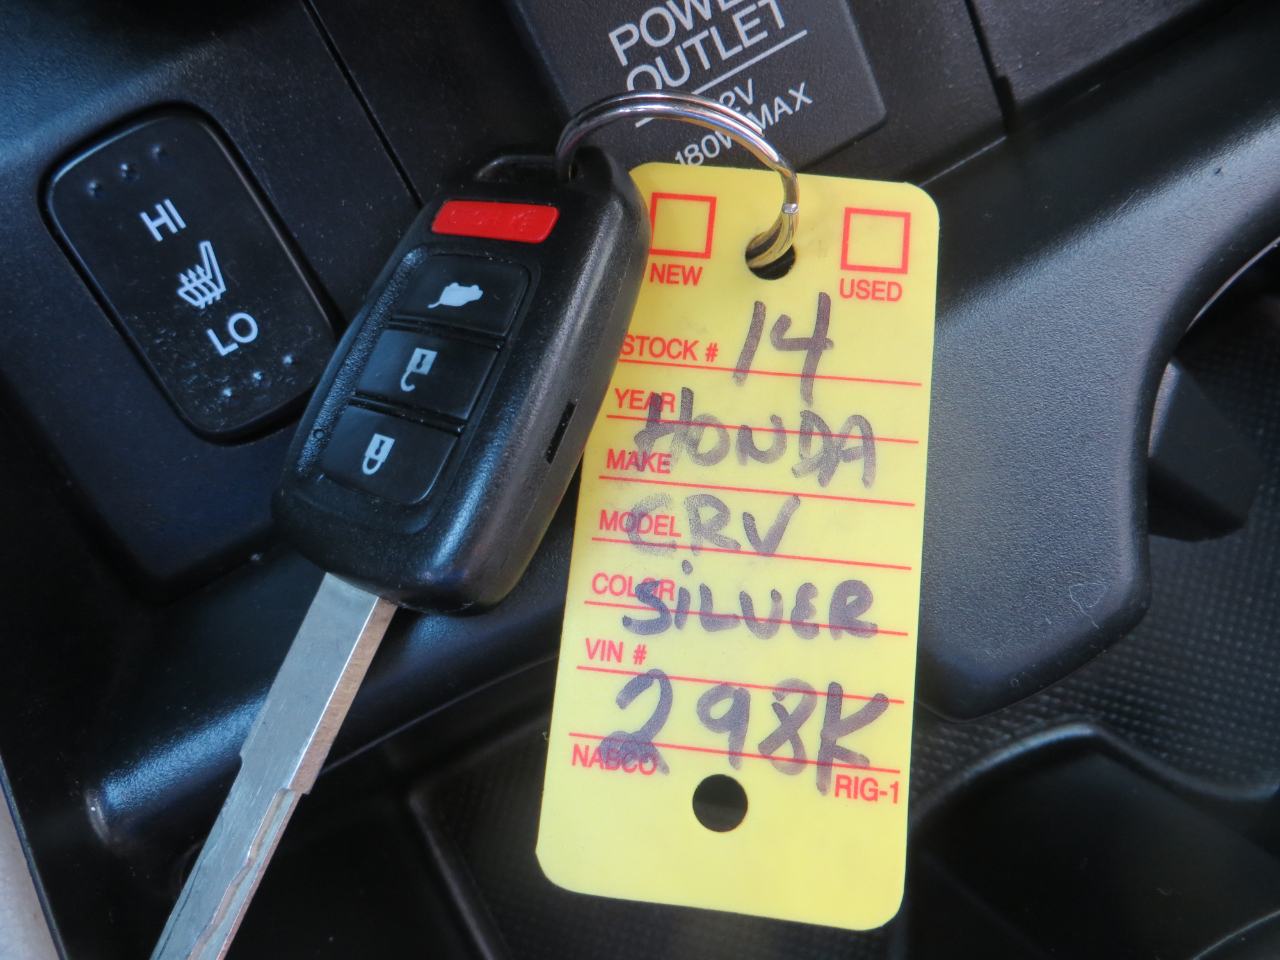 POWER
OUTLET
12V
180W MAX
HI
LO
NEW
USED
STOCK # 14
YEAR
HONDA
MAKE
CRV
MODEL
COLOR SiLVER
VIN #
298K
NABCO
RIG-1